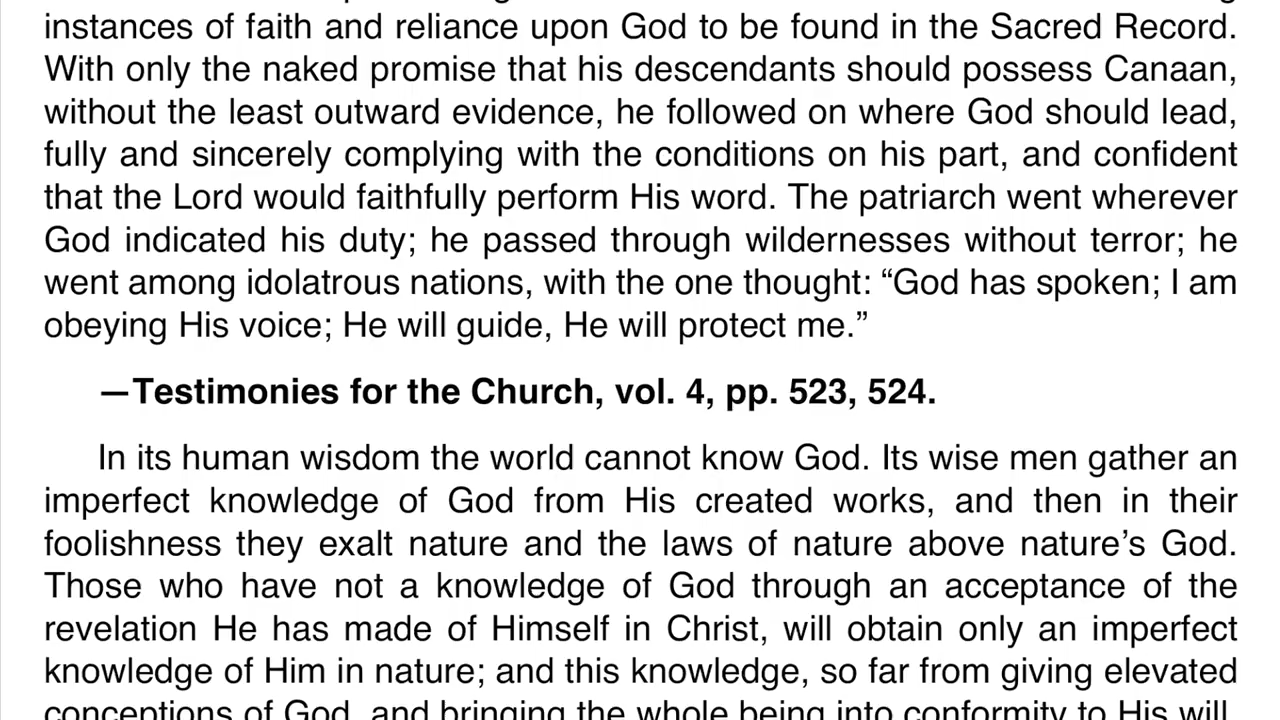 instances of faith and reliance upon God to be found in the Sacred Record.
With only the naked promise that his descendants should possess Canaan,
without the least outward evidence, he followed on where God should lead,
fully and sincerely complying with the conditions on his part, and confident
that the Lord would faithfully perform His word. The patriarch went wherever
God indicated his duty; he passed through wildernesses without terror; he
went among idolatrous nations, with the one thought: “God has spoken; I am
obeying His voice; He will guide, He will protect me.”
—Testimonies for the Church, vol. 4, pp. 523, 524.
In its human wisdom the world cannot know God. Its wise men gather an
imperfect knowledge of God from His created works, and then in their
foolishness they exalt nature and the laws of nature above nature’s God.
Those who have not a knowledge of God through an acceptance of the
revelation He has made of Himself in Christ, will obtain only an imperfect
knowledge of Him in nature; and this knowledge, so far from giving elevated
conceptions of God, and bringing the whole being into conformity to His will,